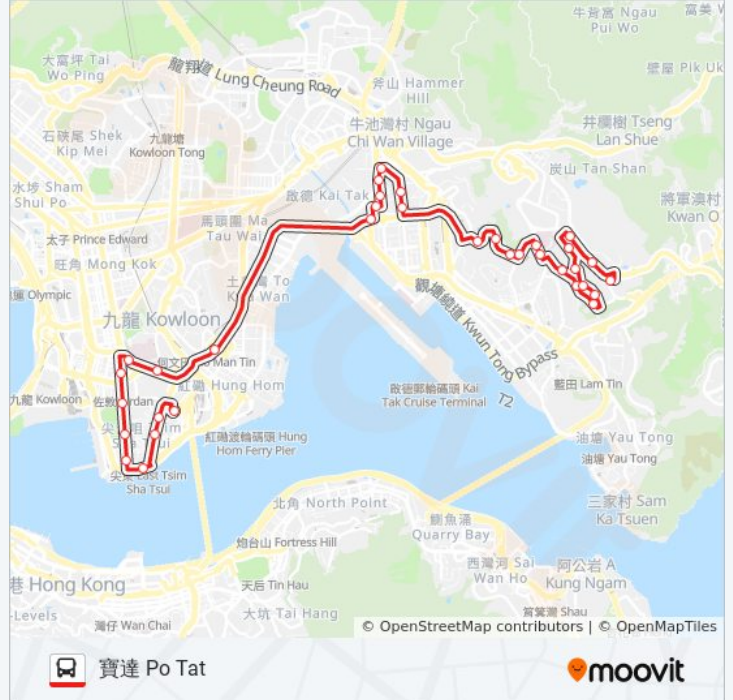 牛背窩 Ngau
Pui Wo
富美 W
大窩坪 Tai
Wo Ping
龍翔道 Lung Cheung Road
壁屋 Pik Uk
斧山 Hammer
Hill
石硤尾 Shek
Kip Mei
九龍塘
Kowloon Tong
牛池灣村 Ngau
Chi Wan Village
井欄樹 Tseng
Lan Shue
炭山 Tan Shan
水埗 Sham
Shui Po
啟德 Kai Tak
將軍澳村
Kwan O
馬頭圍 Ma
Tau Wai
太子 Prince Edward
旺角 Mong Kok
Olympic
土瓜灣 To
Kwa Wan
觀塘繞道 Kwun Tong Bypass
九龍 Kowloon
何文田 Ho Man Tin
紅磡 Hung Hom
啟德郵輪碼頭 Kai
Tak Cruise Terminal
藍田 Lam Tin
九龍 Kowloon
佐敦 Jordan
T2
尖沙咀 Tsim
Sha Tsui
紅磡渡輪碼頭 Hung
Hom Ferry Pier
油塘 Yau Tong
油塘 Yau Tong
尖東 East Tsim
Sha Tsui
北角 North Point
三家村 Sam
Ka Tsuen
鰂魚涌
Quarry Bay
炮台山 Fortress Hill
西灣河 Sai
Wan Ho
阿公岩 A
Kung Ngam
港 Hong Kong
天后 Tin Hau
-Levels
大坑 Tai Hang
筲箕灣 Shau
灣仔 Wan Chai
© OpenStreetMap contributors | © OpenMapTiles
寶達 Po Tat
moovit